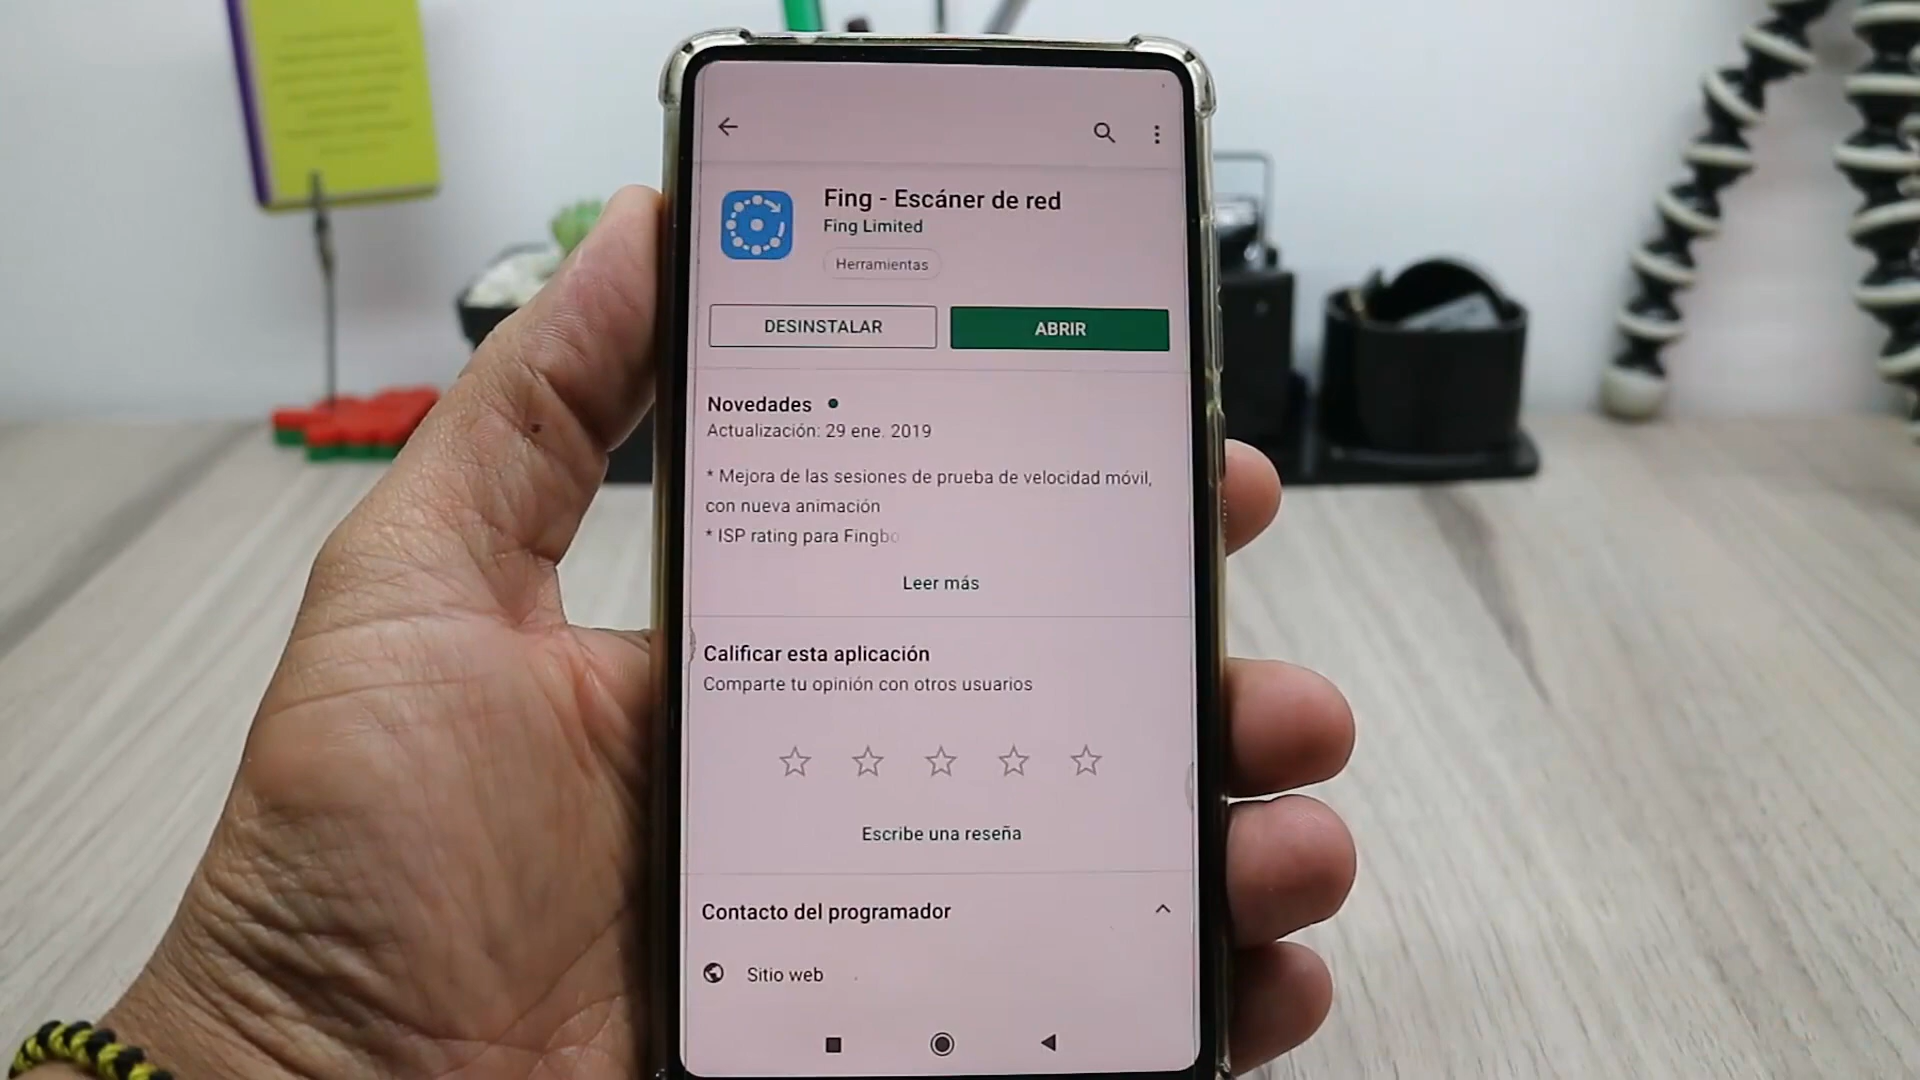 Fing - Escáner de red
Fing Limited
Herramientas
DESINSTALAR
ABRIR
Novedades
Actualización: 29 ene. 2019
* Mejora de las sesiones de prueba de velocidad móvil,
con nueva animación
* ISP rating para Fingbo
Leer más
Calificar esta aplicación
Comparte tu opinión con otros usuarios
Escribe una reseña
Contacto del programador
Sitio web